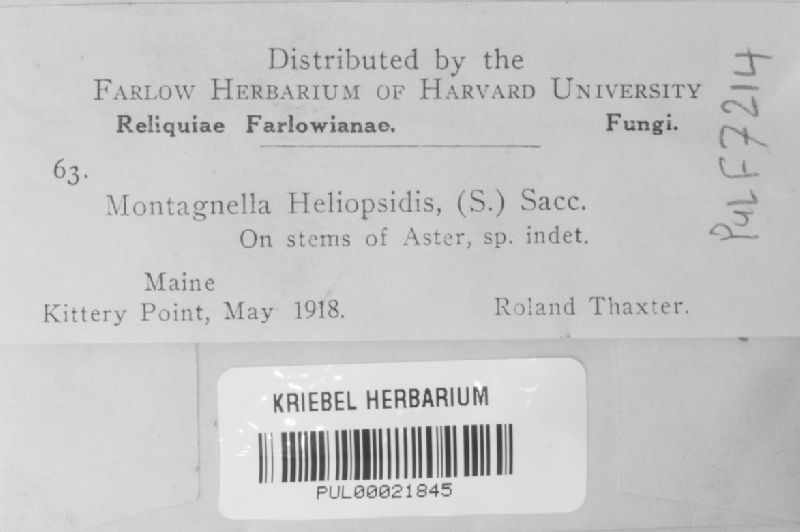 Distributed by the
FARLOW HERBARIUM OF HARVARD UNIVERSITY
Reliquiae Farlowianae. Fungi.
63.
Montagnella Heliopsidis, (S.) Sacc.
On stems of Aster, sp. indet.
Maine
Kittery Point, May 1918. Roland Thaxter.
PUL F7214
KRIEBEL HERBARIUM
PUL00021845